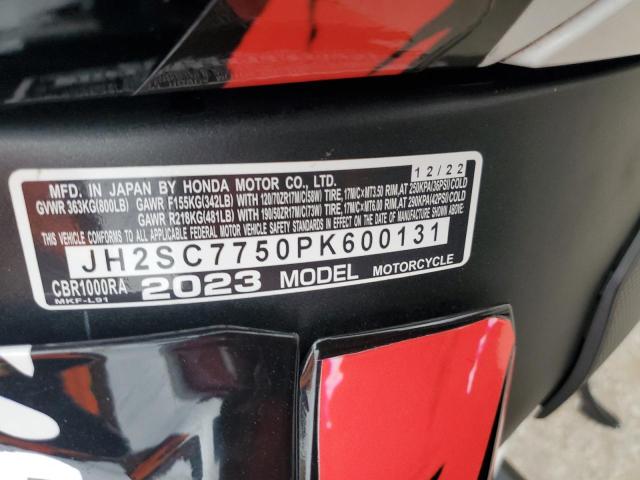 12/22
MFD. IN JAPAN BY HONDA MOTOR CO., LTD.
GVWR 363KG(800LB) GAWR F155KG(342LB)WITH 120/70ZR17M/C(58W) TIRE, 17M/C×MT3.50 RIM,AT 250KPA(36PSI)COLD
GAWR R218KG(481LB)WITH 190/50ZR17M/C(73W) TIRE, 17M/C×MT6.00 RIM,AT 290KPA(42PSI)COLD
THIS VEHICLE CONFORMS TO ALL APPLICABLE FEDERAL MOTOR VEHICLE SAFETY STANDARDS IN EFFECT ON THE DATE OF MANUFACTURE SHOWN ABOVE.
JH2SC7750PK600131
CBR1000RA 2023 MODEL MOTORCYCLE
MKF-L91